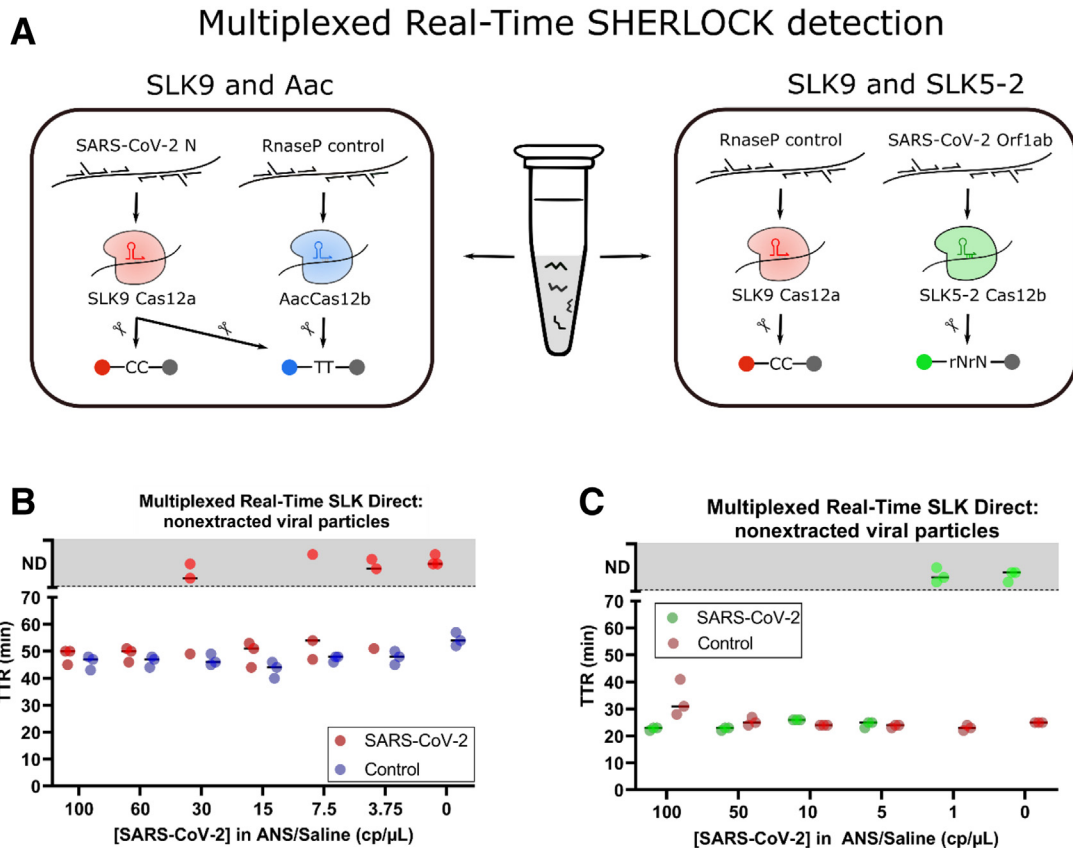 A
Multiplexed Real-Time SHERLOCK detection
SLK9 and Aac
SARS-CoV-2 N
RnaseP control
SLK9 Cas12a
AacCas12b
CC
TT
SLK9 and SLK5-2
RnaseP control
SARS-CoV-2 Orf1ab
SLK9 Cas12a
SLK5-2 Cas12b
CC
rNrN
B
Multiplexed Real-Time SLK Direct:
nonextracted viral particles
ND
TTR (min)
70
60
50
40
30
20
10
0
SARS-CoV-2
Control
100 60 30 15 7.5 3.75 0
[SARS-CoV-2] in ANS/Saline (cp/µL)
C
Multiplexed Real-Time SLK Direct:
nonextracted viral particles
ND
TTR (min)
70
60
50
40
30
20
10
0
SARS-CoV-2
Control
100 50 10 5 1 0
[SARS-CoV-2] in ANS/Saline (cp/µL)